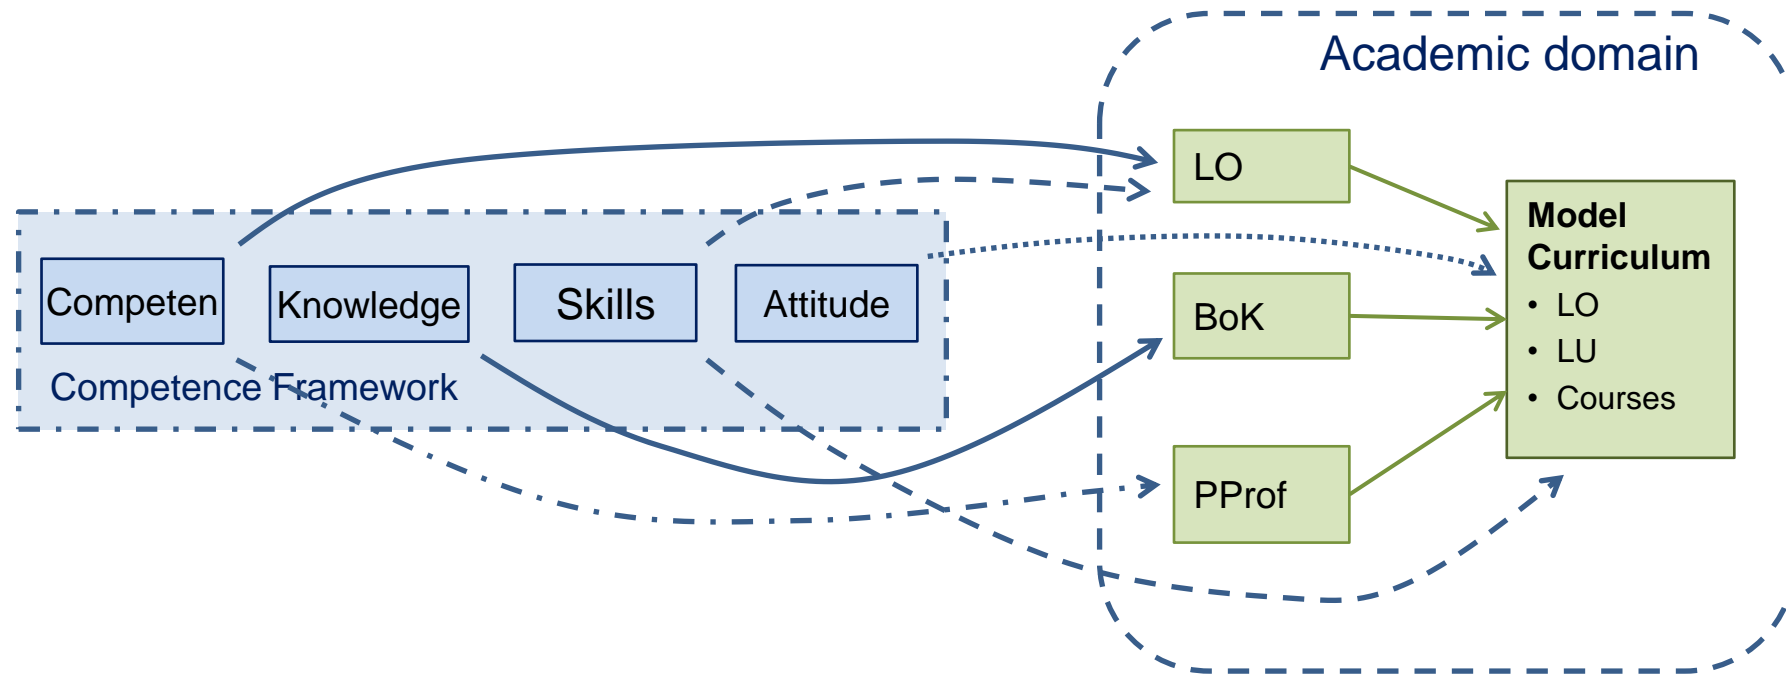 Academic domain
LO
Model
Curriculum
• LO
• LU
• Courses
BoK
PProf
Competen
Knowledge
Skills
Attitude
Competence Framework